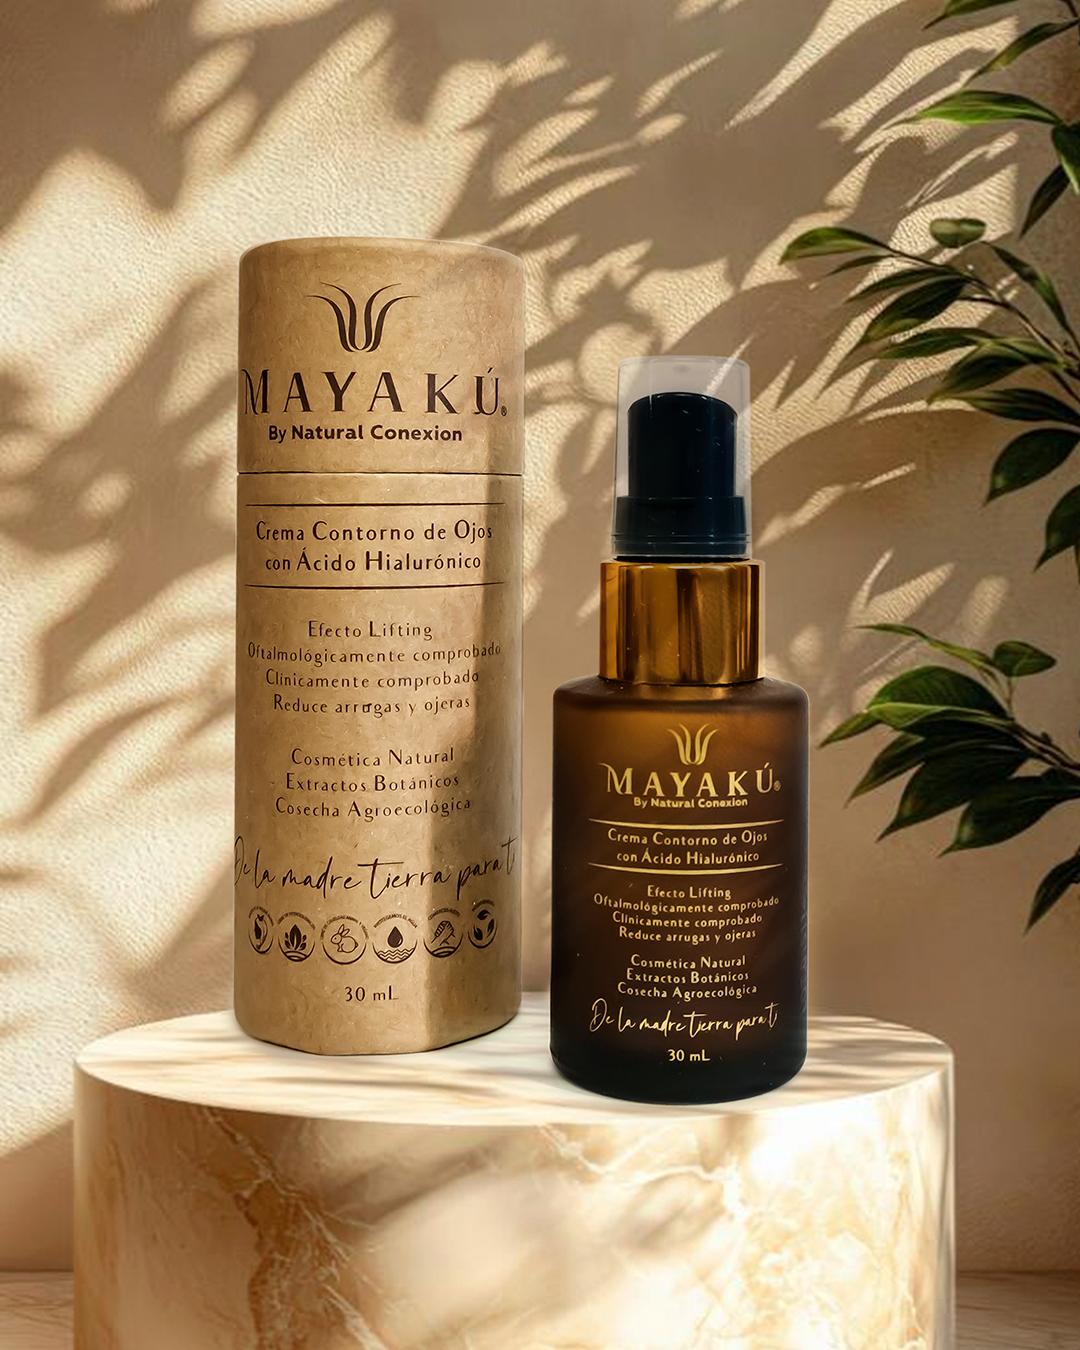 MAYAKÚ®
By Natural Conexion
Crema Contorno de Ojos
con Ácido Hialurónico
Efecto Lifting
Oftalmológicamente comprobado
Clínicamente comprobado
Reduce arrugas y ojeras
Cosmética Natural
Extractos Botánicos
Cosecha Agroecológica
De la madre tierra para ti
30 mL
MAYAKÚ®
By Natural Conexion
Crema Contorno de Ojos
con Ácido Hialurónico
Efecto Lifting
Oftalmológicamente comprobado
Clínicamente comprobado
Reduce arrugas y ojeras
Cosmética Natural
Extractos Botánicos
Cosecha Agroecológica
De la madre tierra para ti
30 mL